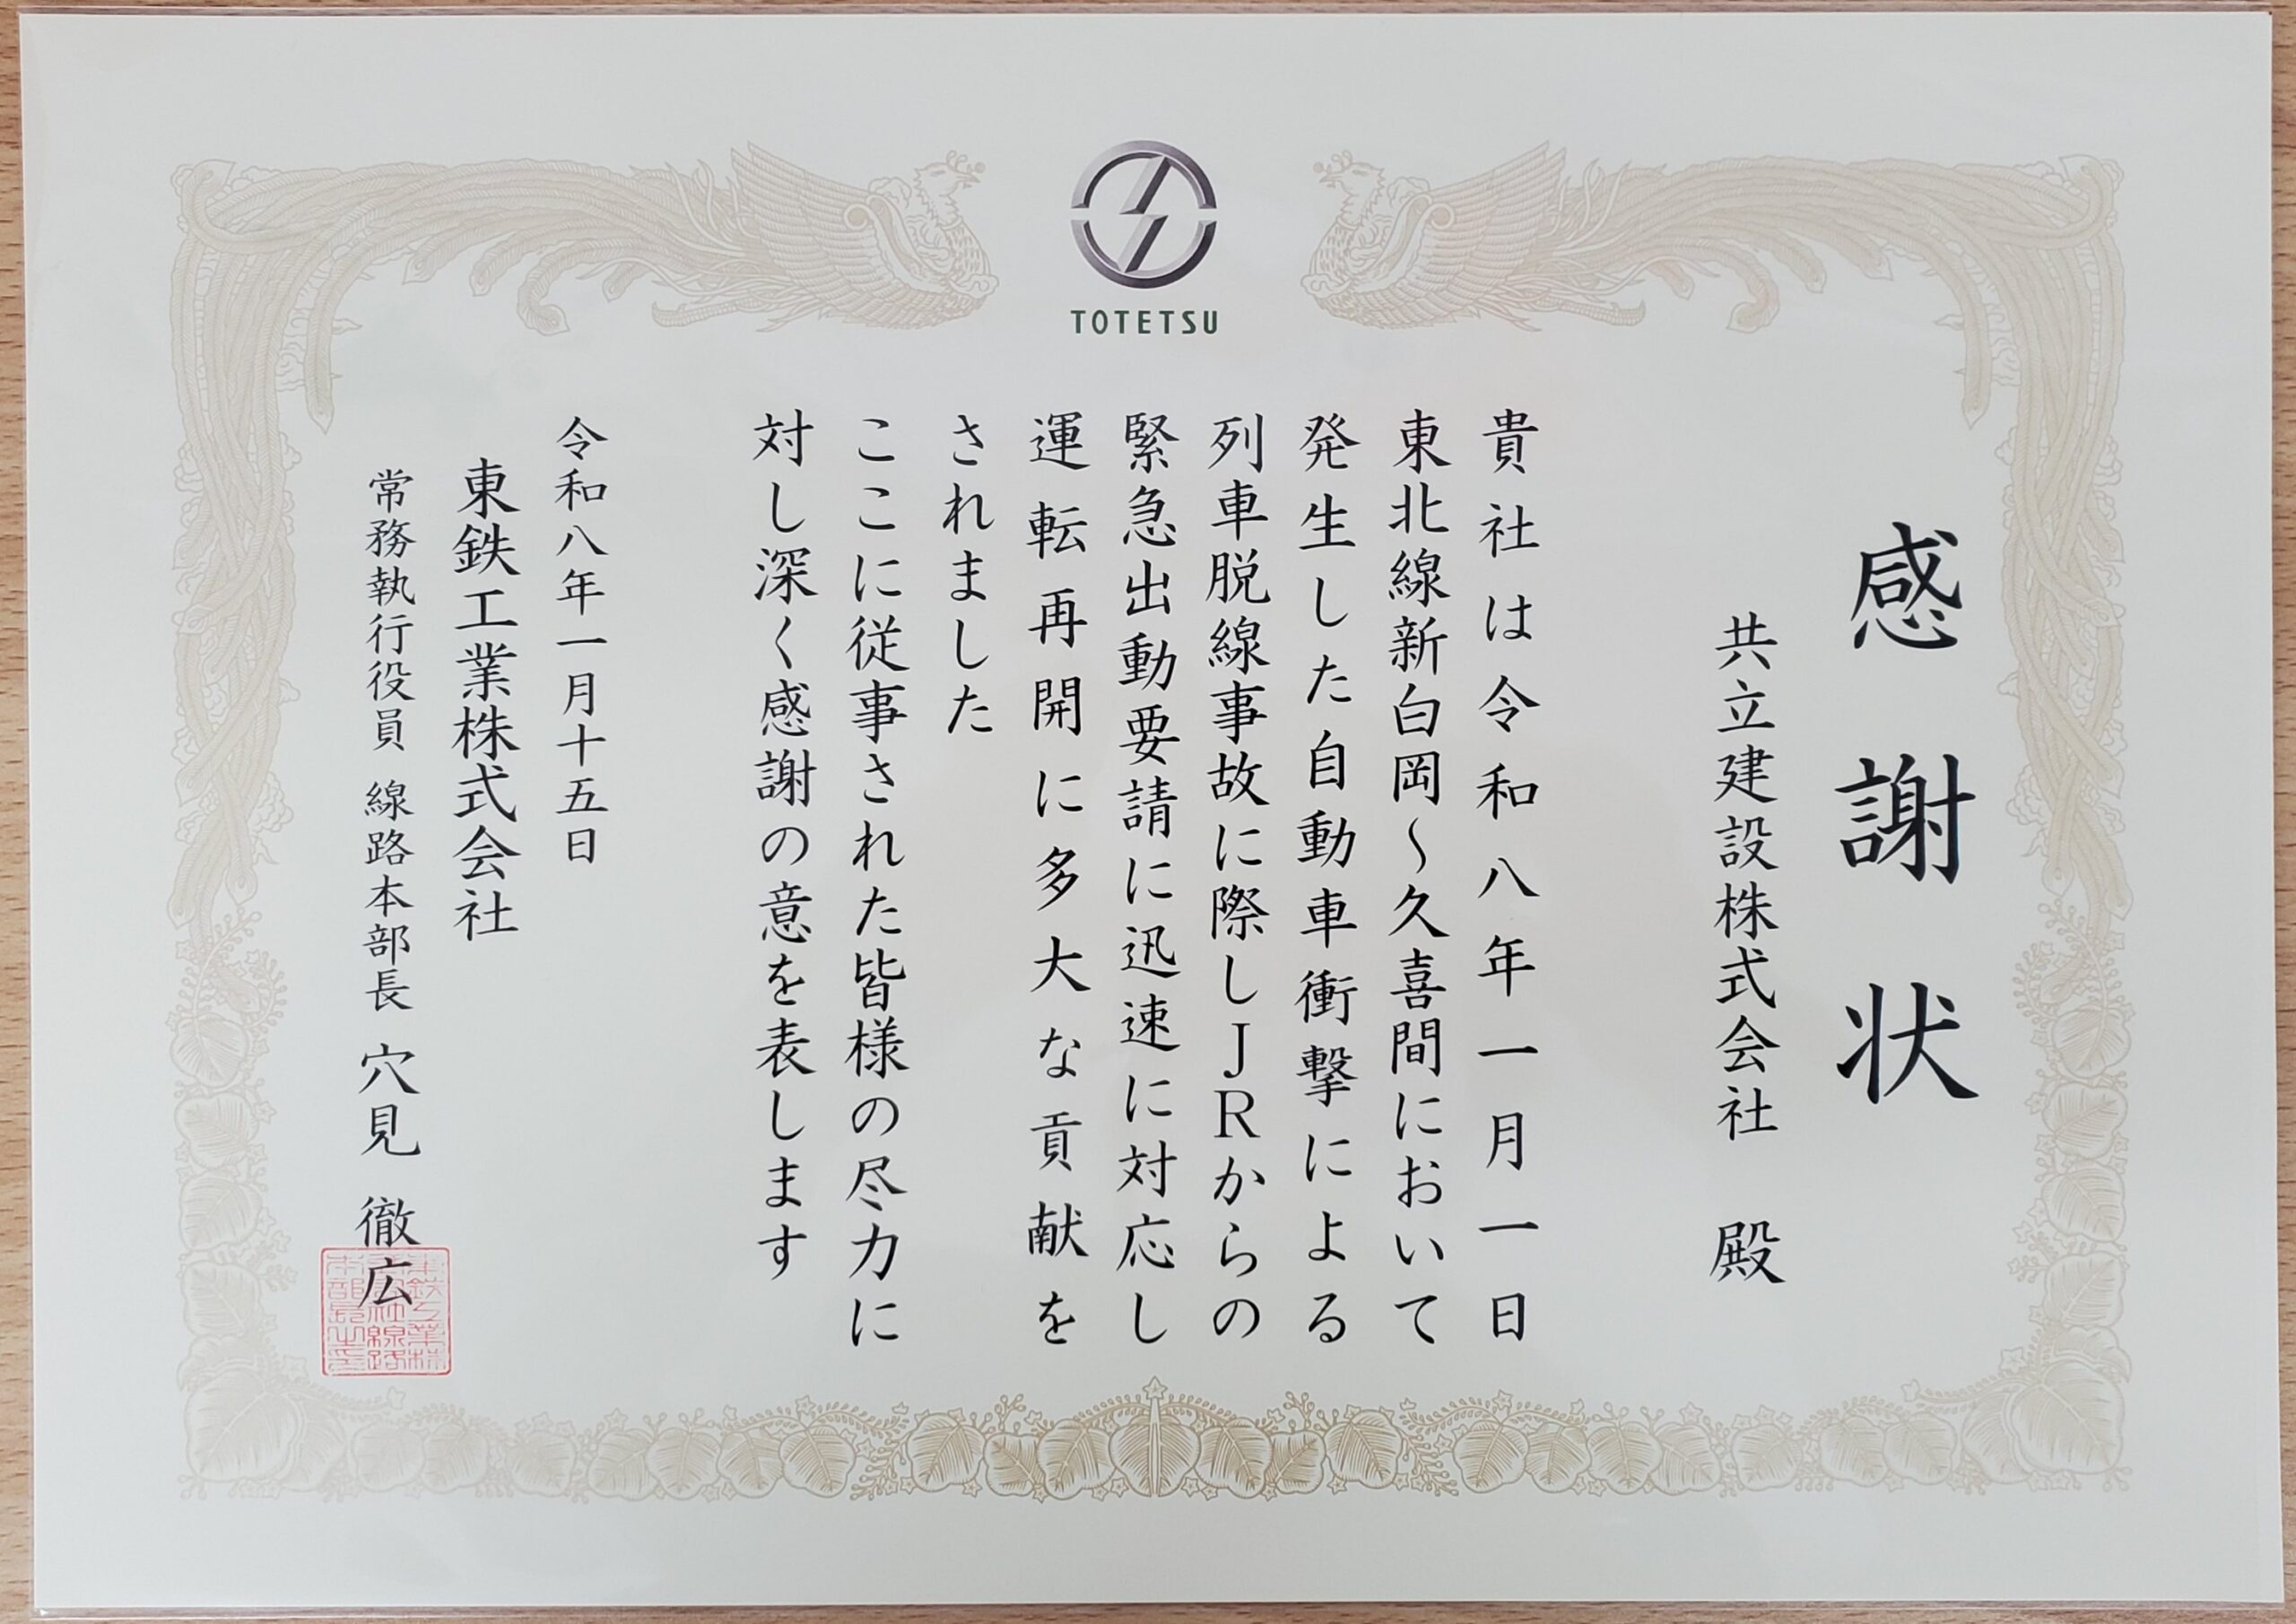 TOTETSU
感謝状
共立建設株式会社 殿
貴社は令和八年一月一日
東北線新白岡～久喜間において
発生した自動車衝撃による
列車脱線事故に際しJRからの
緊急出動要請に迅速に対応し
運転再開に多大な貢献を
されました
ここに従事された皆様の尽力に
対し深く感謝の意を表します
令和八年一月十五日
東鉄工業株式会社
常務執行役員 線路本部長 穴見 徹広